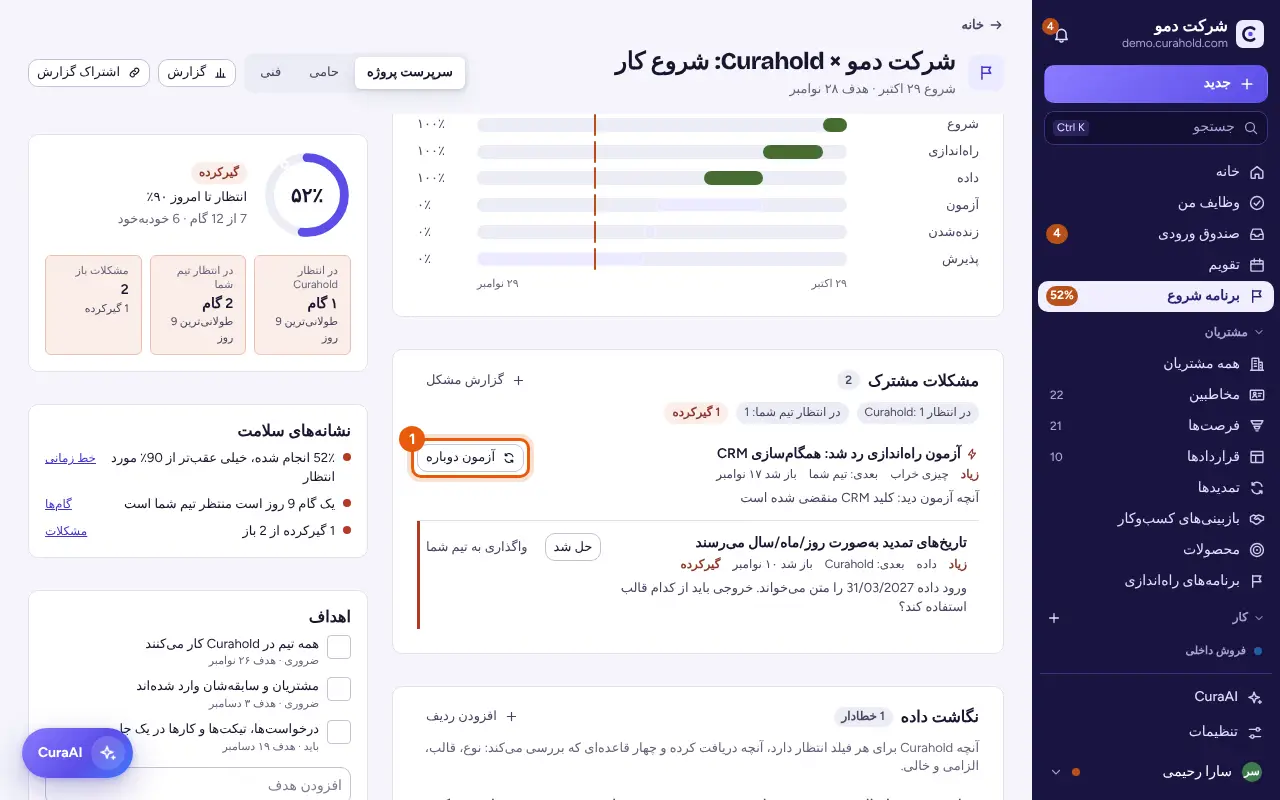 شرکت دمو
demo.curahold.com
4
جدید
جستجو
Ctrl K
خانه
وظایف من
صندوق ورودی
4
تقویم
برنامه شروع
52%
مشتریان
همه مشتریان
مخاطبین
22
فرصت‌ها
21
قراردادها
10
تمدیدها
بازبینی‌های کسب‌وکار
محصولات
برنامه‌های راه‌اندازی
کار
فروش داخلی
CuraAI
تنظیمات
سر
سارا رحیمی
خانه
شرکت دمو × Curahold: شروع کار
شروع ۲۹ اکتبر · هدف ۲۸ نوامبر
سرپرست پروژه
حامی
فنی
گزارش
اشتراک گزارش
شروع
۱۰۰٪
راه‌اندازی
۱۰۰٪
داده
۱۰۰٪
آزمون
۰٪
زنده‌شدن
۰٪
پذیرش
۰٪
۲۹ اکتبر
۲۹ نوامبر
مشکلات مشترک
2
گزارش مشکل
در انتظار Curahold: 1
در انتظار تیم شما: 1
1 گیرکرده
آزمون راه‌اندازی رد شد: همگام‌سازی CRM
زیاد
چیزی خراب
بعدی: تیم شما
باز شد ۱۷ نوامبر
آنچه آزمون دید: کلید CRM منقضی شده است
1
آزمون دوباره
تاریخ‌های تمدید به‌صورت روز/ماه/سال می‌رسند
زیاد
داده
بعدی: Curahold
باز شد ۱۰ نوامبر
گیرکرده
ورود داده 31/03/2027 را متن می‌خواند. خروجی باید از کدام قالب
استفاده کند؟
حل شد
واگذاری به تیم شما
نگاشت داده
1 خطادار
افزودن ردیف
آنچه Curahold برای هر فیلد انتظار دارد، آنچه دریافت کرده و چهار قاعده‌ای که بررسی می‌کند: نوع، قالب،
الزامی و خالی.
۵۲٪
گیرکرده
انتظار تا امروز ۹۰٪
7 از 12 گام · 6 خودبه‌خود
در انتظار
Curahold
۱ گام
طولانی‌ترین 9
روز
در انتظار تیم
شما
2 گام
طولانی‌ترین 9
روز
مشکلات باز
2
1 گیرکرده
نشانه‌های سلامت
52٪ انجام شده، خیلی عقب‌تر از 90٪ مورد
انتظار
خط زمانی
یک گام 9 روز است منتظر تیم شما است
گام‌ها
1 گیرکرده از 2 باز
مشکلات
اهداف
همه تیم در Curahold کار می‌کنند
ضروری · هدف ۲۶ نوامبر
مشتریان و سابقه‌شان وارد شده‌اند
ضروری · هدف ۳ دسامبر
درخواست‌ها، تیکت‌ها و کارها در یک جا
باید · هدف ۱۹ دسامبر
افزودن هدف
CuraAI